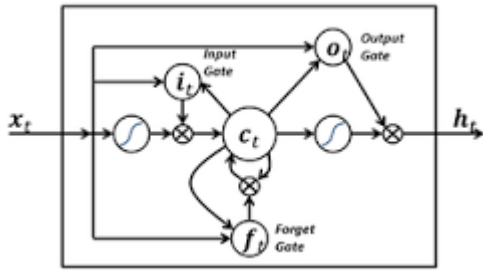 o_t
Output
Gate
Input
Gate
i_t
x_t
c_t
h_t
f_t
Forget
Gate